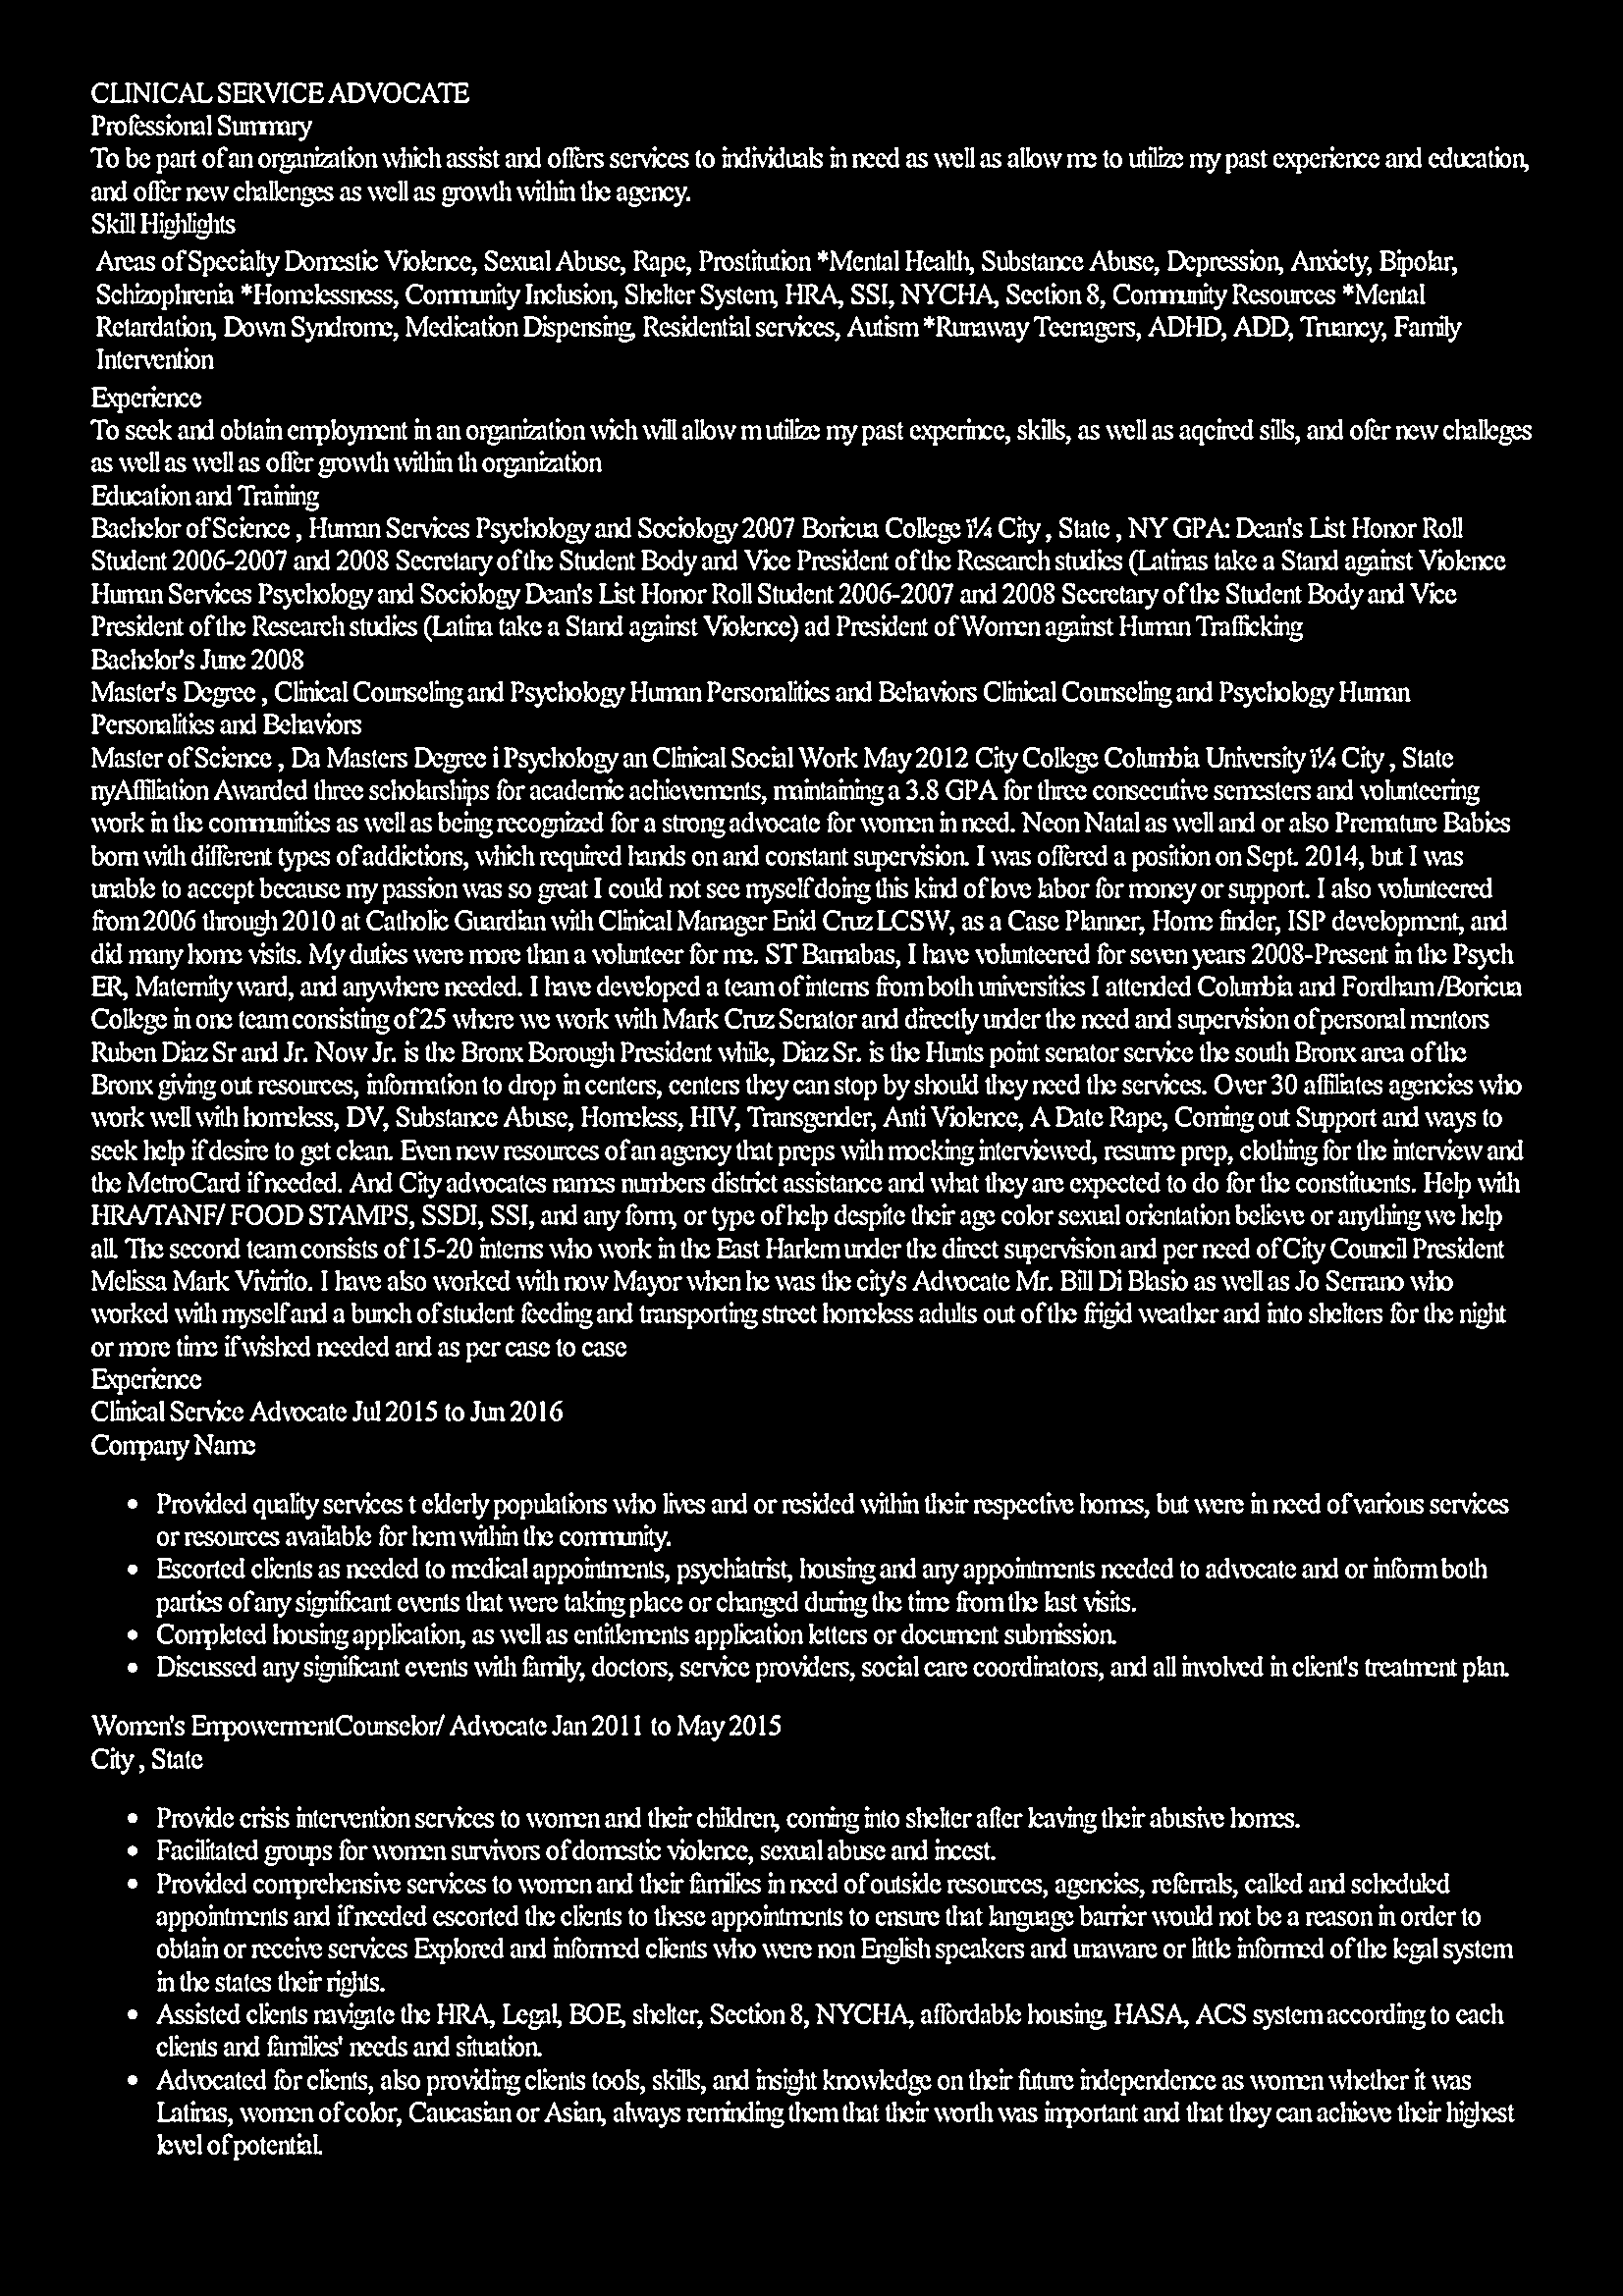 CLINICAL SERVICE ADVOCATE
Professional Summary
To be part of an organization which assist and offers services to individuals in need as well as allow me to utilize my past experience and education,
and offer new challenges as well as growth within the agency.
Skill Highlights
Areas of Specialty Domestic Violence, Sexual Abuse, Rape, Prostitution *Mental Health, Substance Abuse, Depression, Anxiety, Bipolar,
Schizophrenia *Homelessness, Community Inclusion, Shelter System, HRA, SSI, NYCHA, Section 8, Community Resources *Mental
Retardation, Down Syndrome, Medication Dispensing, Residential services, Autism *Runaway Teenagers, ADHD, ADD, Truancy, Family
Intervention
Experience
To seek and obtain employment in an organization wich will allow m utilize my past experince, skills, as well as aqcired sills, and ofer new challeges
as well as well as offer growth within th organization
Education and Training
Bachelor of Science , Human Services Psychology and Sociology 2007 Boricua College ï¼ City , State , NY GPA: Dean's List Honor Roll
Student 2006-2007 and 2008 Secretary of the Student Body and Vice President of the Research studies (Latinas take a Stand against Violence
Human Services Psychology and Sociology Dean's List Honor Roll Student 2006-2007 and 2008 Secretary of the Student Body and Vice
President of the Research studies (Latina take a Stand against Violence) ad President of Women against Human Trafficking
Bachelor's June 2008
Master's Degree , Clinical Counseling and Psychology Human Personalities and Behaviors Clinical Counseling and Psychology Human
Personalities and Behaviors
Master of Science , Da Masters Degree i Psychology an Clinical Social Work May 2012 City College Columbia University ï¼ City , State
nyAffiliation Awarded three scholarships for academic achievements, maintaining a 3.8 GPA for three consecutive semesters and volunteering
work in the communities as well as being recognized for a strong advocate for women in need. Neon Natal as well and or also Premature Babies
born with different types of addictions, which required hands on and constant supervision. I was offered a position on Sept. 2014, but I was
unable to accept because my passion was so great I could not see myself doing this kind of love labor for money or support. I also volunteered
from 2006 through 2010 at Catholic Guardian with Clinical Manager Enid Cruz LCSW, as a Case Planner, Home finder, ISP development, and
did many home visits. My duties were more than a volunteer for me. ST Barnabas, I have volunteered for seven years 2008-Present in the Psych
ER, Maternity ward, and anywhere needed. I have developed a team of interns from both universities I attended Columbia and Fordham /Boricua
College in one team consisting of 25 where we work with Mark Cruz Senator and directly under the need and supervision of personal mentors
Ruben Diaz Sr and Jr. Now Jr. is the Bronx Borough President while, Diaz Sr. is the Hunts point senator service the south Bronx area of the
Bronx giving out resources, information to drop in centers, centers they can stop by should they need the services. Over 30 affiliates agencies who
work well with homeless, DV, Substance Abuse, Homeless, HIV, Transgender, Anti Violence, A Date Rape, Coming out Support and ways to
seek help if desire to get clean. Even new resources of an agency that preps with mocking interviewed, resume prep, clothing for the interview and
the MetroCard if needed. And City advocates names numbers district assistance and what they are expected to do for the constituents. Help with
HRA/TANF/ FOOD STAMPS, SSDI, SSI, and any form, or type of help despite their age color sexual orientation believe or anything we help
all. The second team consists of 15-20 interns who work in the East Harlem under the direct supervision and per need of City Council President
Melissa Mark Vivirito. I have also worked with now Mayor when he was the city's Advocate Mr. Bill Di Blasio as well as Jo Serrano who
worked with myself and a bunch of student feeding and transporting street homeless adults out of the frigid weather and into shelters for the night
or more time if wished needed and as per case to case
Experience
Clinical Service Advocate Jul 2015 to Jun 2016
Company Name
• Provided quality services t elderly populations who lives and or resided within their respective homes, but were in need of various services
or resources available for hem within the community.
• Escorted clients as needed to medical appointments, psychiatrist, housing and any appointments needed to advocate and or inform both
parties of any significant events that were taking place or changed during the time from the last visits.
• Completed housing application, as well as entitlements application letters or document submission.
• Discussed any significant events with family, doctors, service providers, social care coordinators, and all involved in client's treatment plan.
Women's EmpowermentCounselor/ Advocate Jan 2011 to May 2015
City , State
• Provide crisis intervention services to women and their children, coming into shelter after leaving their abusive homes.
• Facilitated groups for women survivors of domestic violence, sexual abuse and incest.
• Provided comprehensive services to women and their families in need of outside resources, agencies, referrals, called and scheduled
appointments and if needed escorted the clients to these appointments to ensure that language barrier would not be a reason in order to
obtain or receive services Explored and informed clients who were non English speakers and unaware or little informed of the legal system
in the states their rights.
• Assisted clients navigate the HRA, Legal, BOE, shelter, Section 8, NYCHA, affordable housing, HASA, ACS system according to each
clients and families' needs and situation.
• Advocated for clients, also providing clients tools, skills, and insight knowledge on their future independence as women whether it was
Latinas, women of color, Caucasian or Asian, always reminding them that their worth was important and that they can achieve their highest
level of potential.